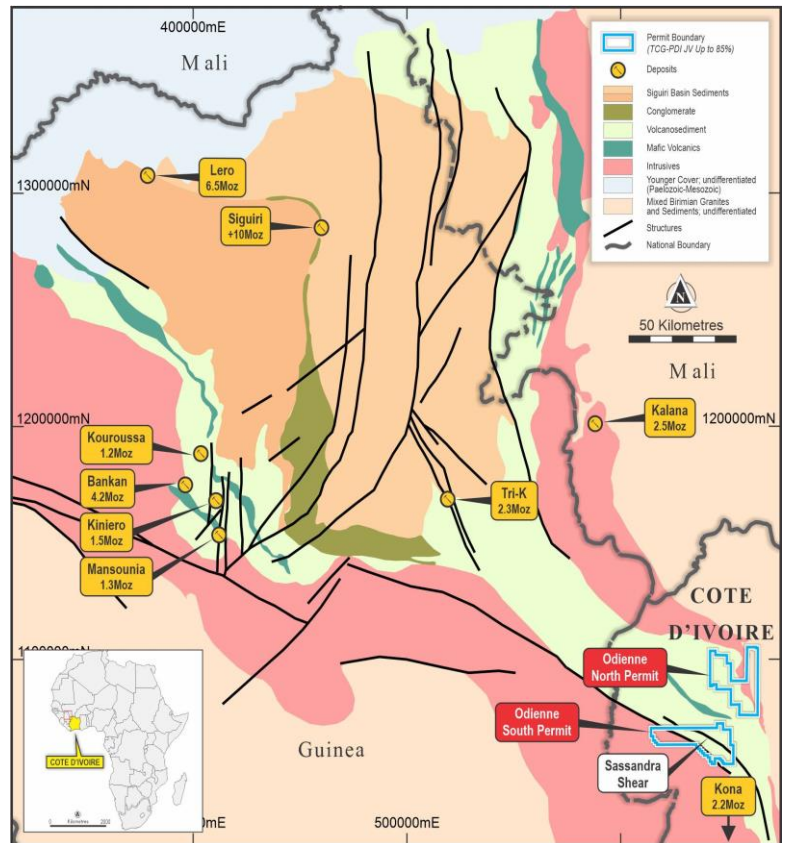 400000mE
500000mE
Mali
Permit Boundary
(TCG-PDI JV Up to 85%)
Deposits
Siguiri Basin Sediments
Conglomerate
Volcanosediment
Mafic Volcanics
Intrusives
Younger Cover; undifferentiated
(Paelozoic-Mesozoic)
Mixed Birimian Granites
and Sediments; undifferentiated
Structures
National Boundary
N
50 Kilometres
Mali
1300000mN
Lero
6.5Moz
Siguiri
+10Moz
1200000mN
1200000mN
Kalana
2.5Moz
Kouroussa
1.2Moz
Bankan
4.2Moz
Kiniero
1.5Moz
Mansounia
1.3Moz
Tri-K
2.3Moz
COTE
D'IVOIRE
Odienne
North Permit
Odienne
South Permit
Sassandra
Shear
Kona
2.2Moz
Guinea
COTE D'IVOIRE
0
Kilometres
500000mE